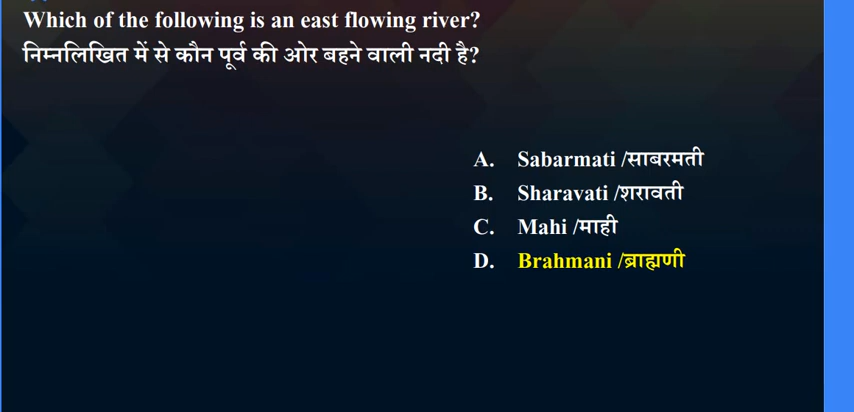 Which of the following is an east flowing river?
निम्नलिखित में से कौन पूर्व की ओर बहने वाली नदी है?
A. Sabarmati /साबरमती
B. Sharavati /शरावती
C. Mahi /माही
D. Brahmani /ब्राह्मणी